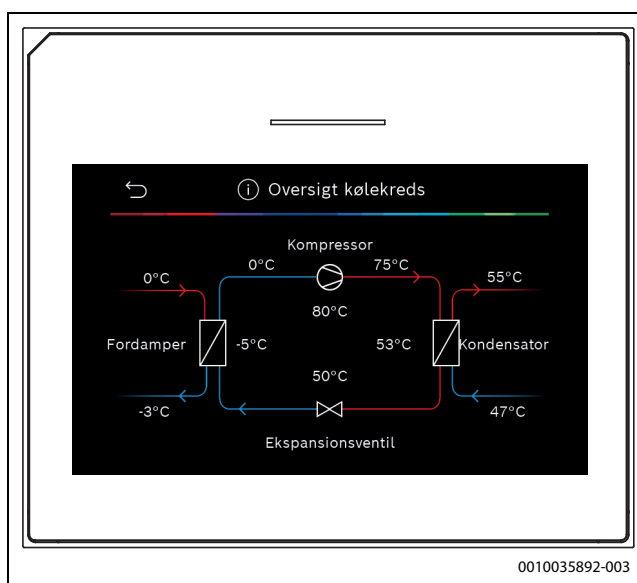 Oversigt kølekreds
Kompressor
0°C
75°C
0°C
55°C
80°C
Fordamper
-5°C
53°C
Kondensator
50°C
-3°C
47°C
Ekspansionsventil
0010035892-003